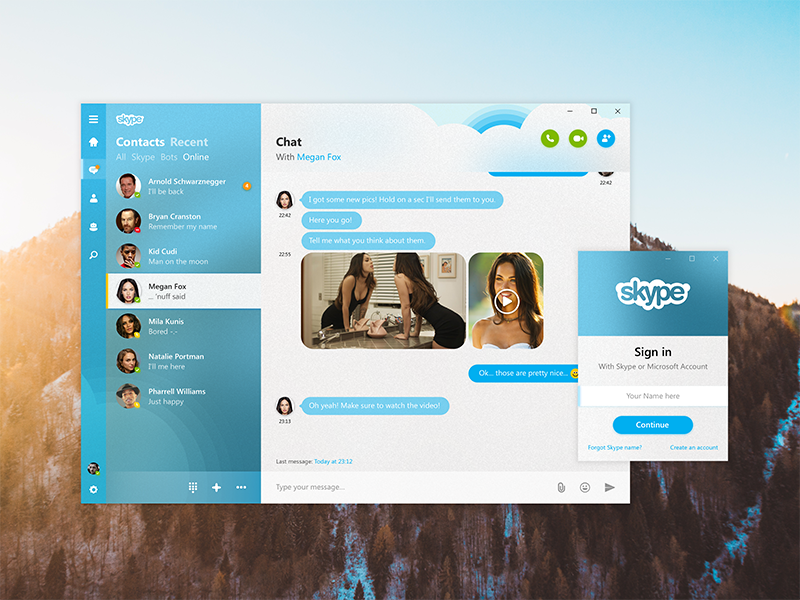 skype
Contacts Recent
All Skype Bots Online
Arnold Schwarznegger
I'll be back
4
Bryan Cranston
Remember my name
Kid Cudi
Man on the moon
Megan Fox
... 'nuff said
Mila Kunis
Bored -.-
Natalie Portman
I'll me here
Pharrell Williams
Just happy
Chat
With Megan Fox
22:42
I got some new pics! Hold on a sec I'll send them to you.
22:42
Here you go!
Tell me what you think about them.
22:55
Ok... those are pretty nice...
Oh yeah! Make sure to watch the video!
23:13
Last message: Today at 23:12
Type your message...
skype
Sign in
With Skype or Microsoft Account
Your Name here
Continue
Forgot Skype name?
Create an account